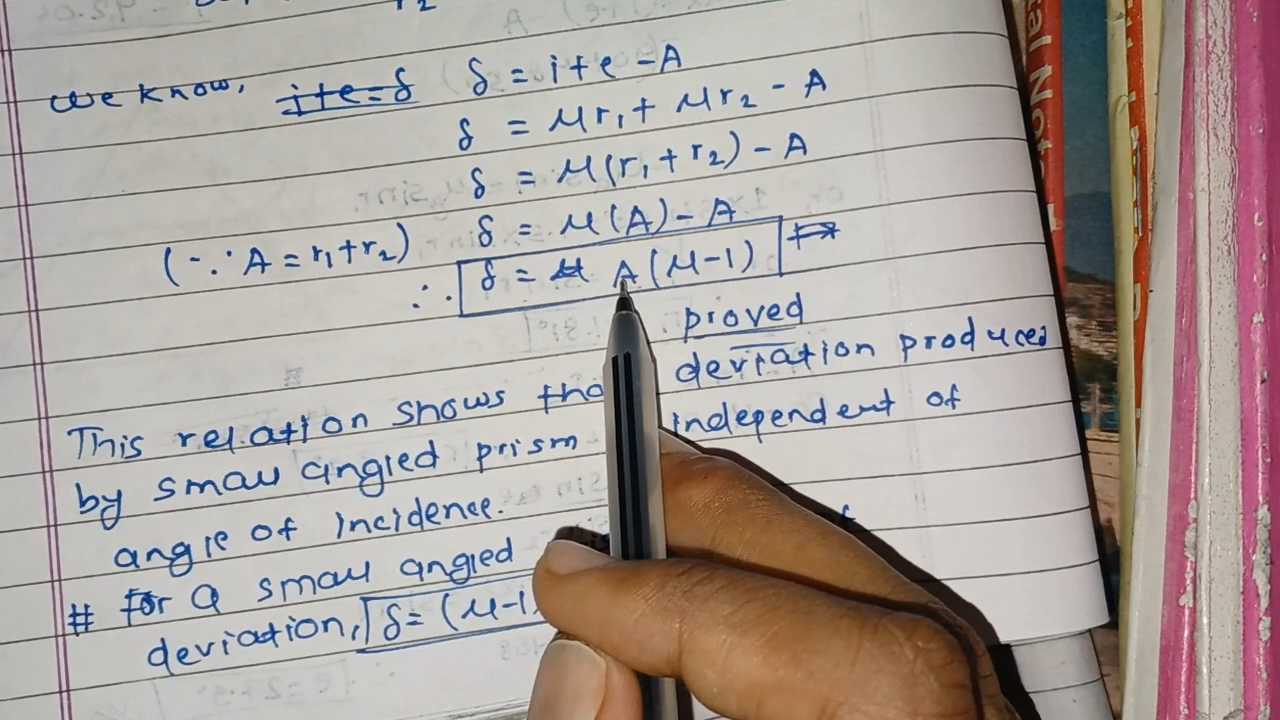 r₂
We know, i+e=δ δ = i+e-A
δ = μr₁ + μr₂ - A
δ = μ(r₁ + r₂) - A
(∵ A = r₁+r₂) δ = μ(A) - A
∴ δ = A(μ-1)
proved
This relation shows tha deviation produced
by small angled prism independent of
angle of incidence.
# for a small angled
deviation, δ = (μ-1